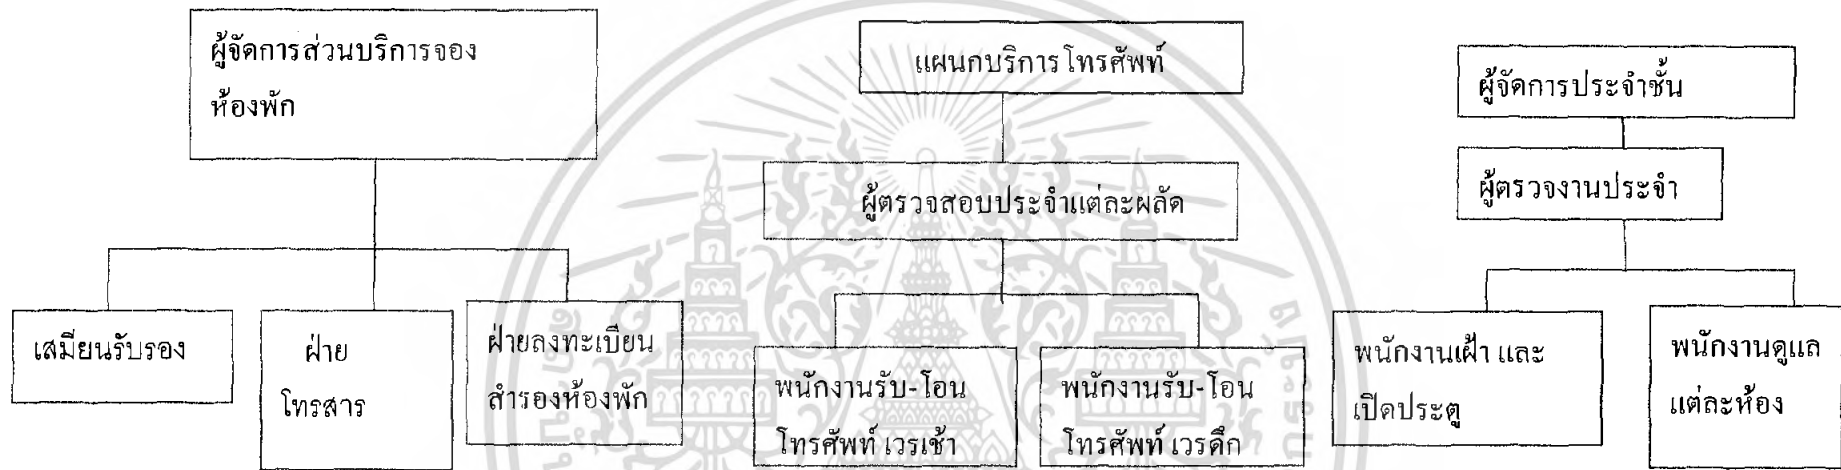 ผู้จัดการส่วนบริการจอง
ห้องพัก
เสมียนรับรอง
ฝ่าย
โทรสาร
ฝ่ายลงทะเบียน
สำรองห้องพัก
แผนกบริการโทรศัพท์
ผู้ตรวจสอบประจำแต่ละผลัด
พนักงานรับ-โอน
โทรศัพท์ เวรเช้า
พนักงานรับ-โอน
โทรศัพท์ เวรดึก
ผู้จัดการประจำชั้น
ผู้ตรวจงานประจำ
พนักงานเฝ้า และ
เปิดประตู
พนักงานดูแล
แต่ละห้อง